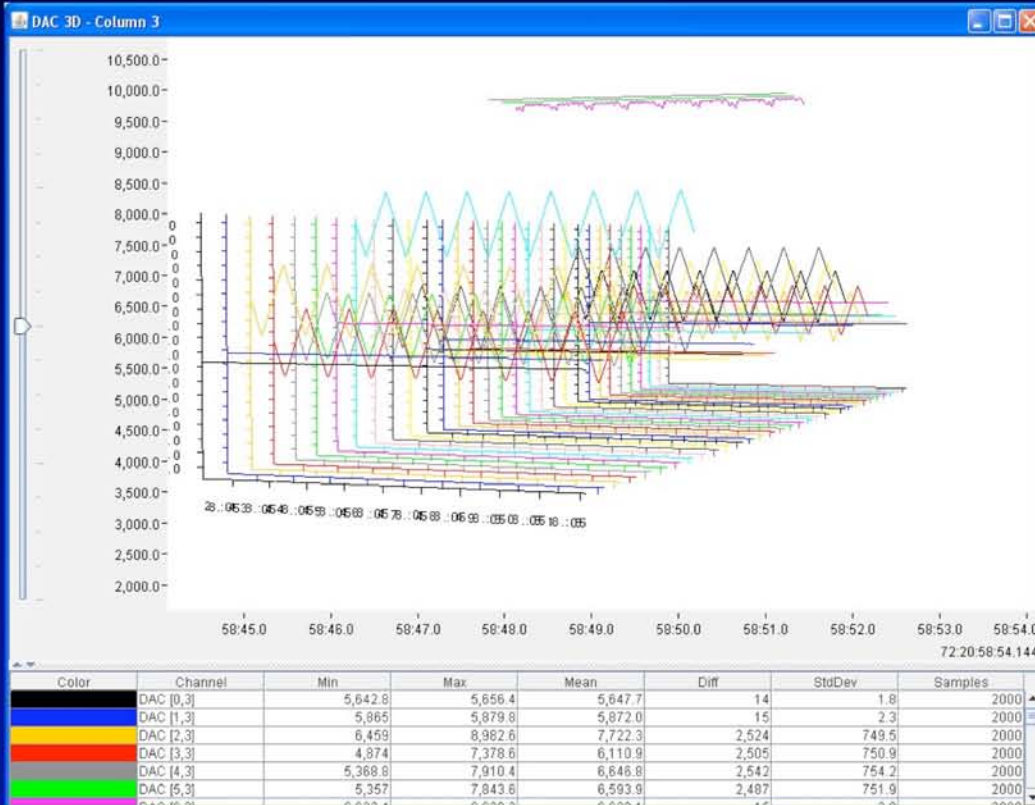 DAC 3D - Column 3
10,500.0
10,000.0
9,500.0
9,000.0
8,500.0
8,000.0
7,500.0
7,000.0
6,500.0
6,000.0
5,500.0
5,000.0
4,500.0
4,000.0
3,500.0
3,000.0
2,500.0
2,000.0
58:45.0 58:46.0 58:47.0 58:48.0 58:49.0 58:50.0 58:51.0 58:52.0 58:53.0 58:54.0
72:20:58:54.144
Color Channel Min Max Mean Diff StdDev Samples
DAC [0,3] 5,642.8 5,656.4 5,647.7 14 1.8 2000
DAC [1,3] 5,865 5,879.8 5,872.0 15 2.3 2000
DAC [2,3] 6,459 8,982.6 7,722.3 2,524 749.5 2000
DAC [3,3] 4,874 7,378.6 6,110.9 2,505 750.9 2000
DAC [4,3] 5,368.8 7,910.4 6,646.8 2,542 754.2 2000
DAC [5,3] 5,357 7,843.6 6,593.9 2,487 751.9 2000